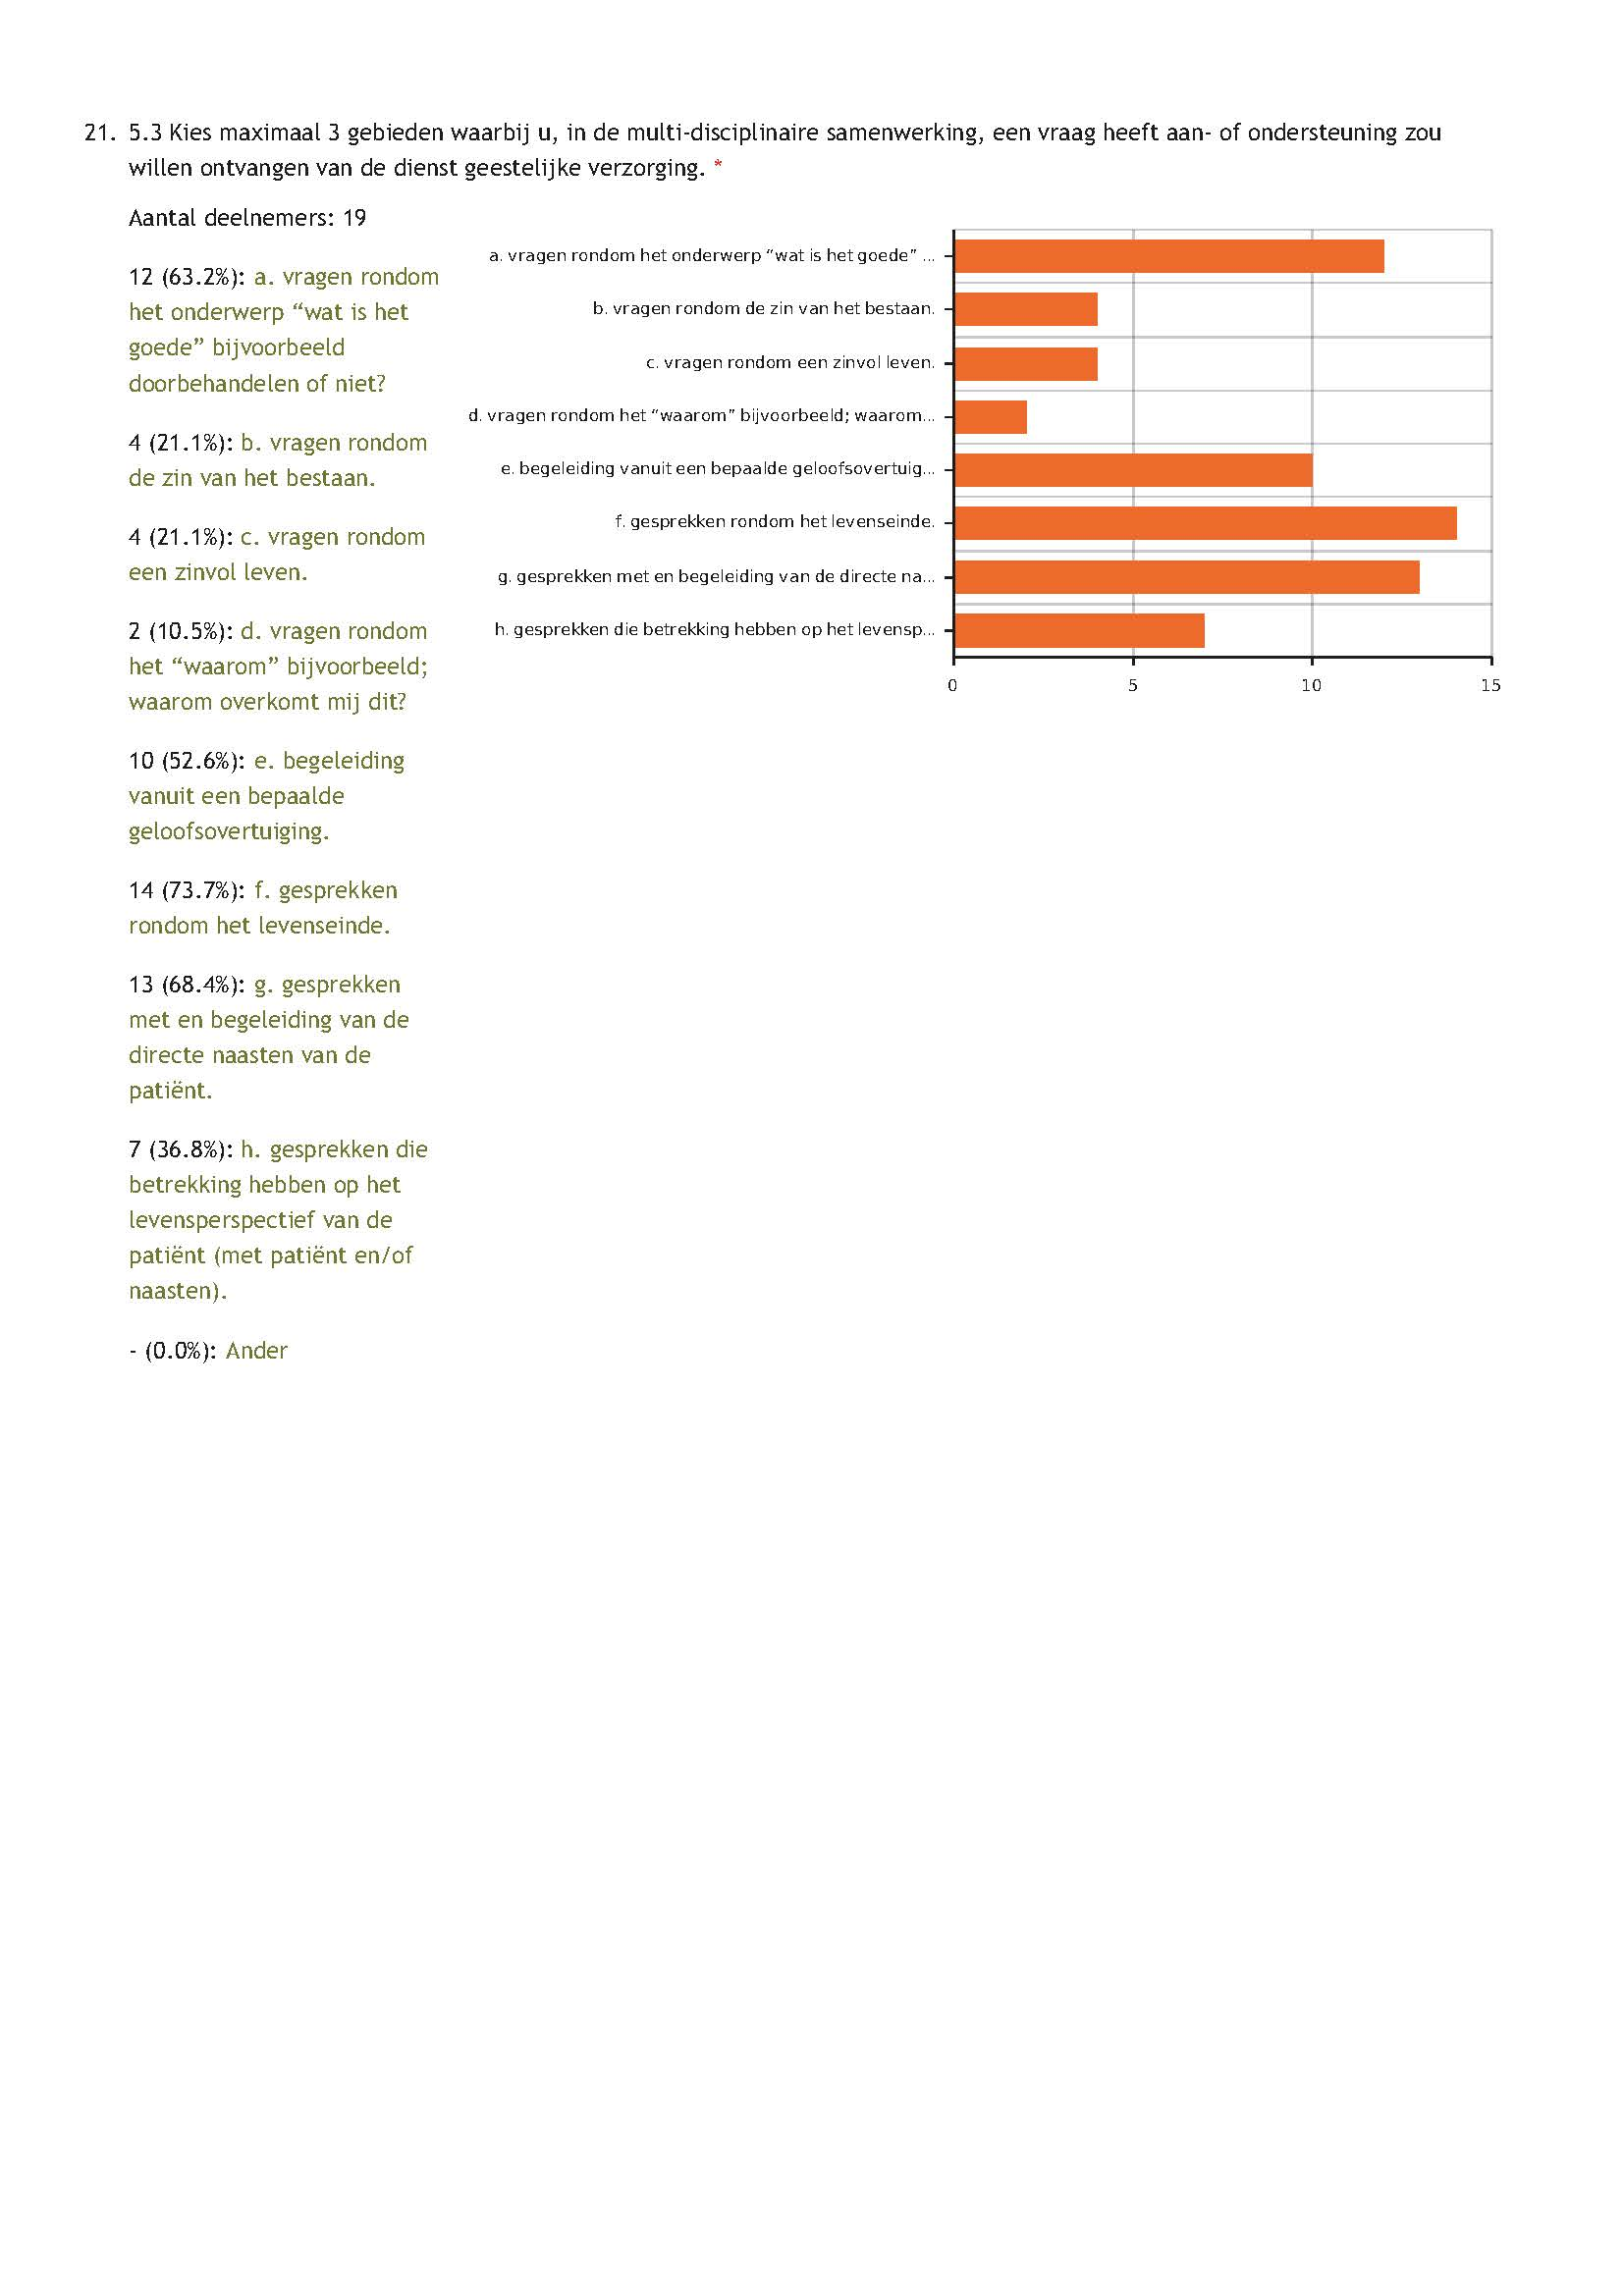 21. 5.3 Kies maximaal 3 gebieden waarbij u, in de multi-disciplinaire samenwerking, een vraag heeft aan- of ondersteuning zou
willen ontvangen van de dienst geestelijke verzorging. *
Aantal deelnemers: 19
12 (63.2%): a. vragen rondom
het onderwerp “wat is het
goede” bijvoorbeeld
doorbehandelen of niet?
4 (21.1%): b. vragen rondom
de zin van het bestaan.
4 (21.1%): c. vragen rondom
een zinvol leven.
2 (10.5%): d. vragen rondom
het “waarom” bijvoorbeeld;
waarom overkomt mij dit?
10 (52.6%): e. begeleiding
vanuit een bepaalde
geloofsovertuiging.
14 (73.7%): f. gesprekken
rondom het levenseinde.
13 (68.4%): g. gesprekken
met en begeleiding van de
directe naasten van de
patiënt.
7 (36.8%): h. gesprekken die
betrekking hebben op het
levensperspectief van de
patiënt (met patiënt en/of
naasten).
- (0.0%): Ander
a. vragen rondom het onderwerp “wat is het goede” ...
b. vragen rondom de zin van het bestaan.
c. vragen rondom een zinvol leven.
d. vragen rondom het “waarom” bijvoorbeeld; waarom...
e. begeleiding vanuit een bepaalde geloofsovertuig...
f. gesprekken rondom het levenseinde.
g. gesprekken met en begeleiding van de directe na...
h. gesprekken die betrekking hebben op het levensp...
0 5 10 15